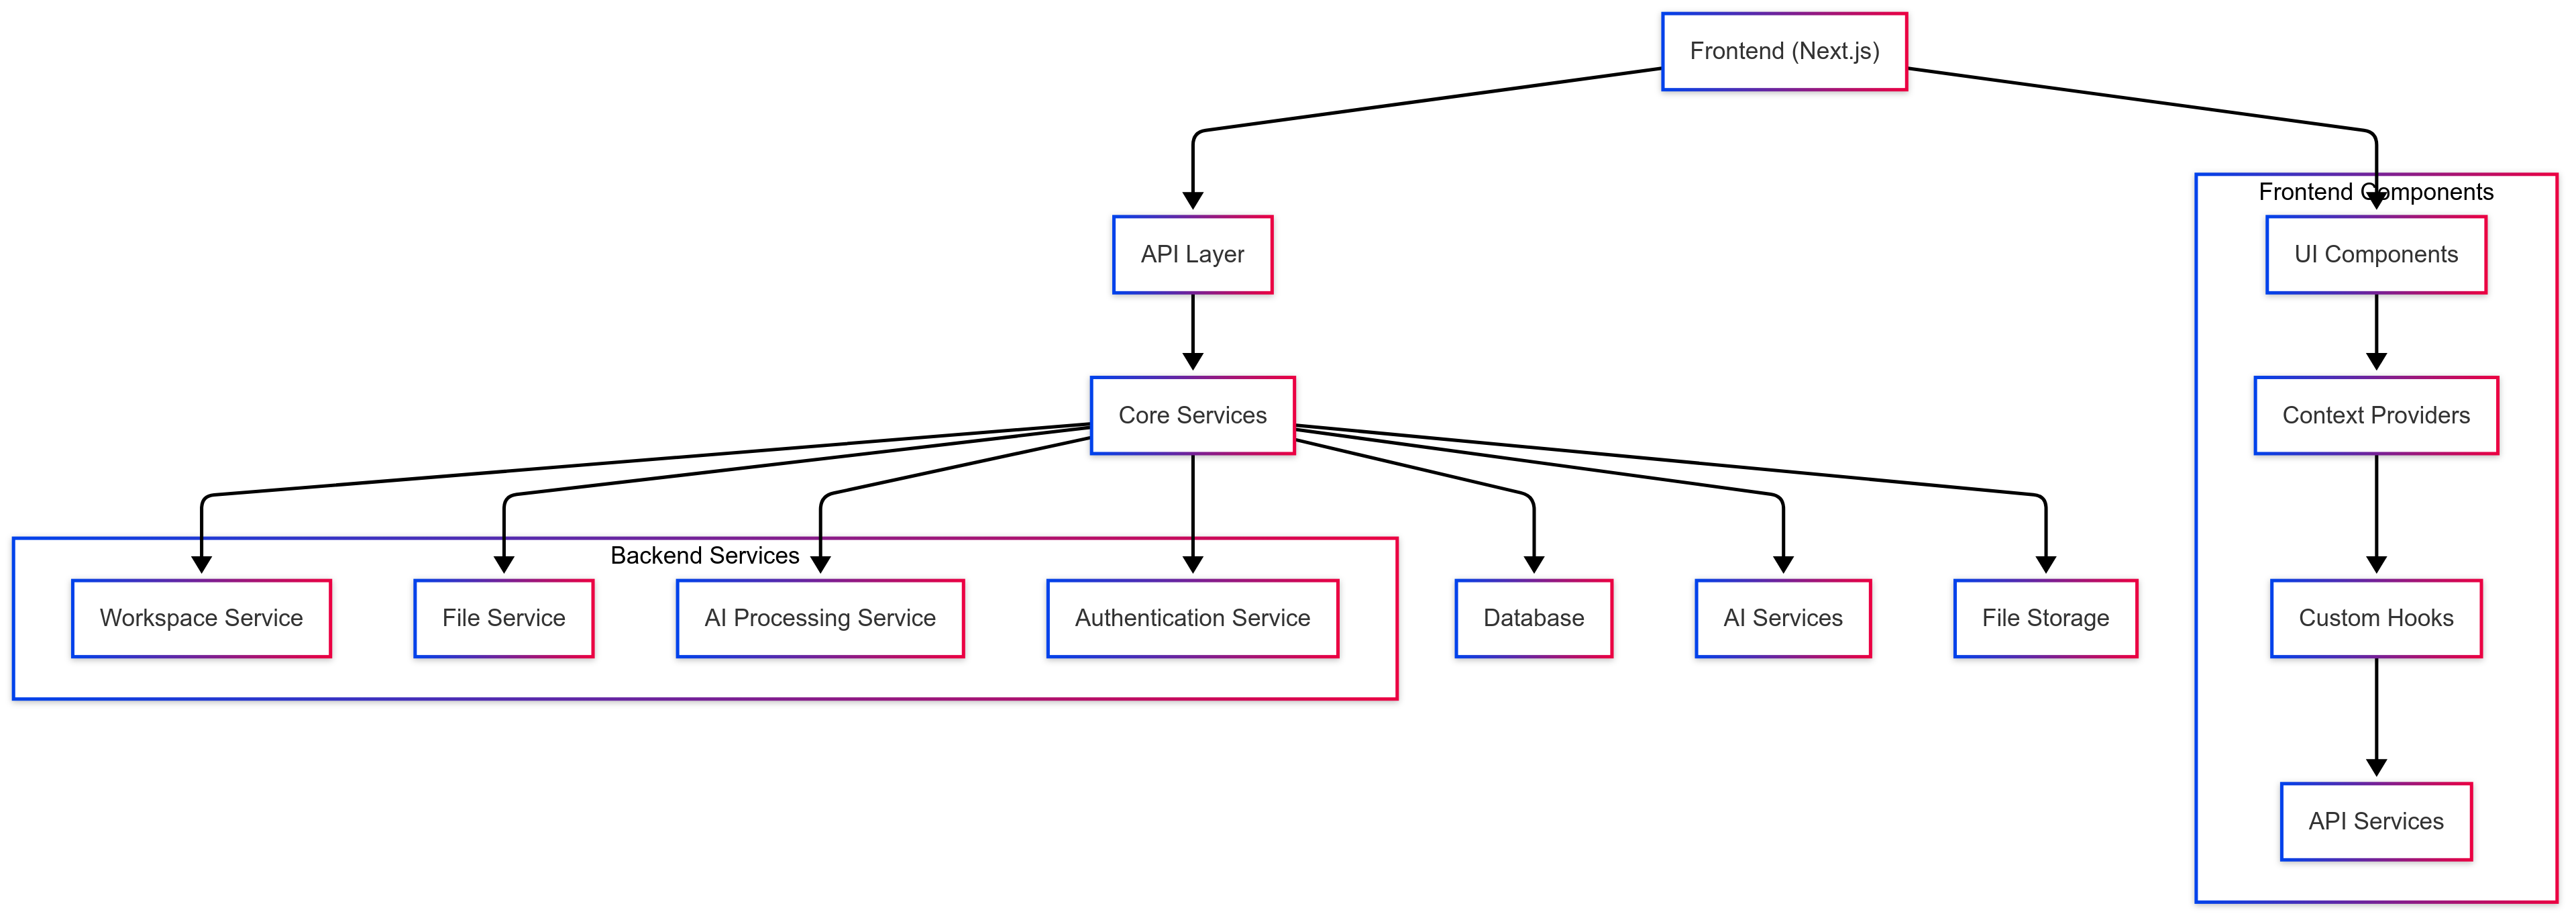 Frontend (Next.js)
Frontend Components
API Layer
UI Components
Core Services
Context Providers
Backend Services
Workspace Service
File Service
AI Processing Service
Authentication Service
Database
AI Services
File Storage
Custom Hooks
API Services